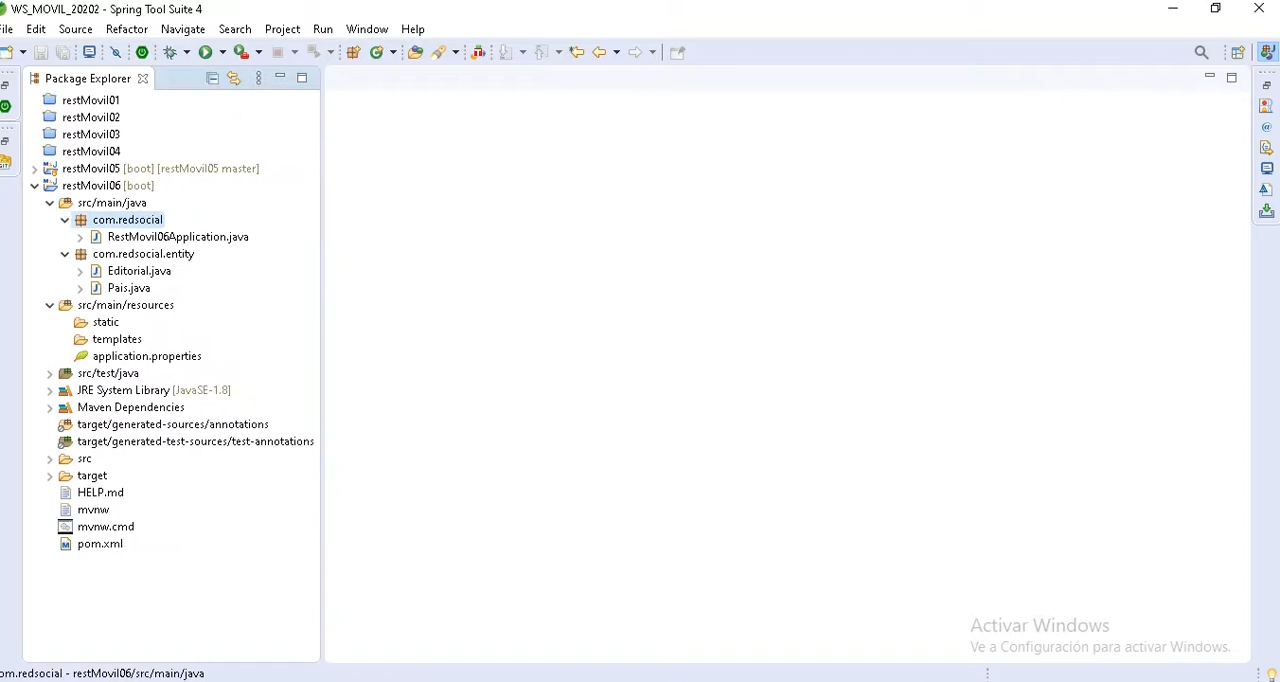 WS_MOVIL_20202 - Spring Tool Suite 4
File Edit Source Refactor Navigate Search Project Run Window Help
Package Explorer
restMovil01
restMovil02
restMovil03
restMovil04
restMovil05 [boot] [restMovil05 master]
restMovil06 [boot]
src/main/java
com.redsocial
RestMovil06Application.java
com.redsocial.entity
Editorial.java
Pais.java
src/main/resources
static
templates
application.properties
src/test/java
JRE System Library [JavaSE-1.8]
Maven Dependencies
target/generated-sources/annotations
target/generated-test-sources/test-annotations
src
target
HELP.md
mvnw
mvnw.cmd
pom.xml
Activar Windows
Ve a Configuración para activar Windows.
om.redsocial - restMovil06/src/main/java